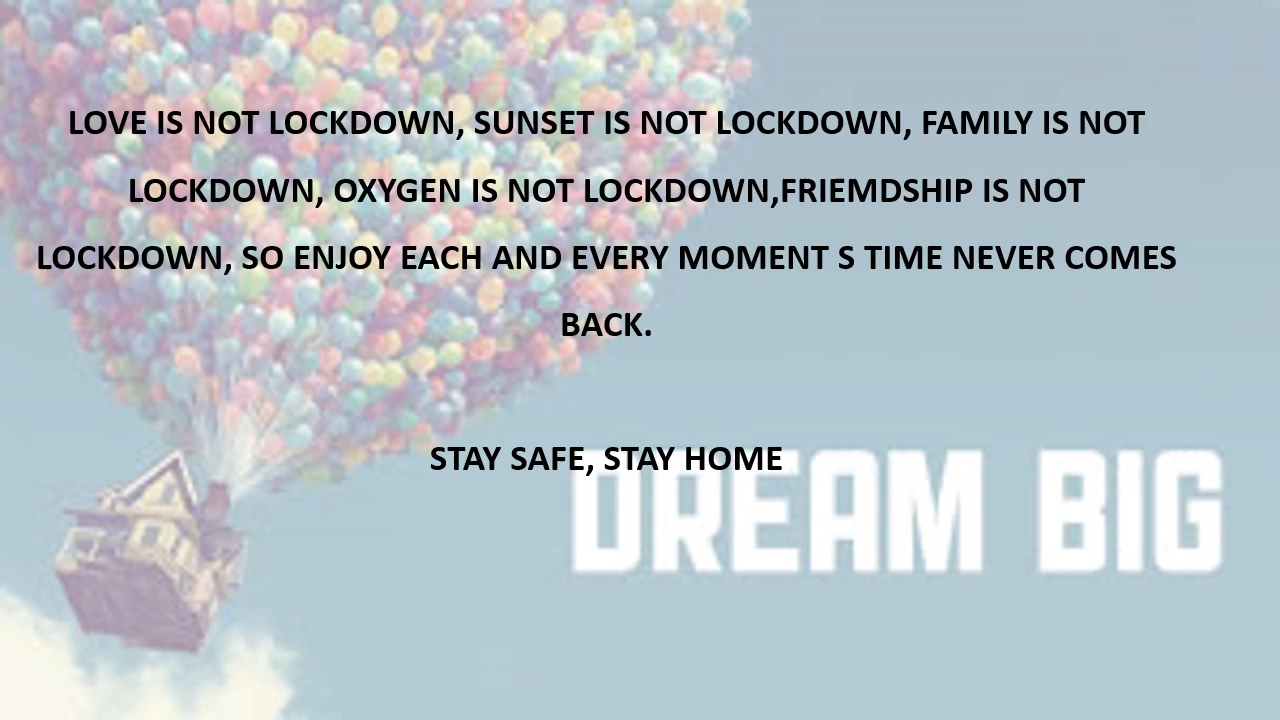 LOVE IS NOT LOCKDOWN, SUNSET IS NOT LOCKDOWN, FAMILY IS NOT
LOCKDOWN, OXYGEN IS NOT LOCKDOWN,FRIEMDSHIP IS NOT
LOCKDOWN, SO ENJOY EACH AND EVERY MOMENT S TIME NEVER COMES
BACK.
STAY SAFE, STAY HOME
DREAM BIG